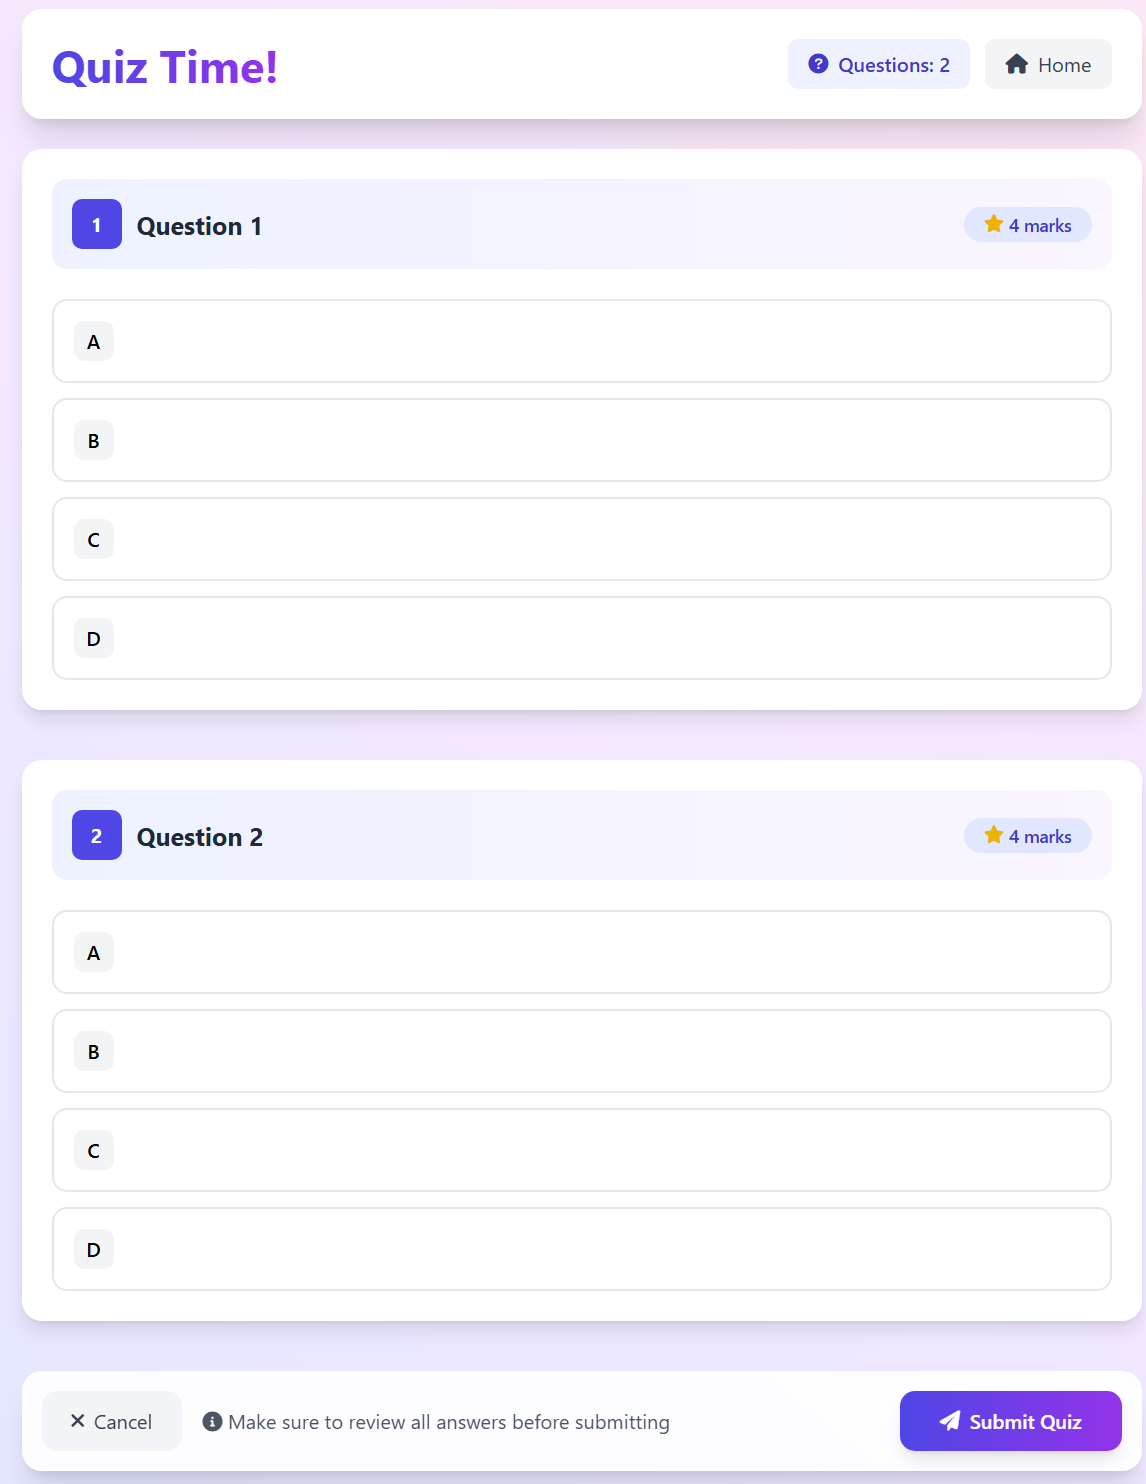 Quiz Time!
Questions: 2
Home
1
Question 1
4 marks
A
B
C
D
2
Question 2
4 marks
A
B
C
D
Cancel
Make sure to review all answers before submitting
Submit Quiz